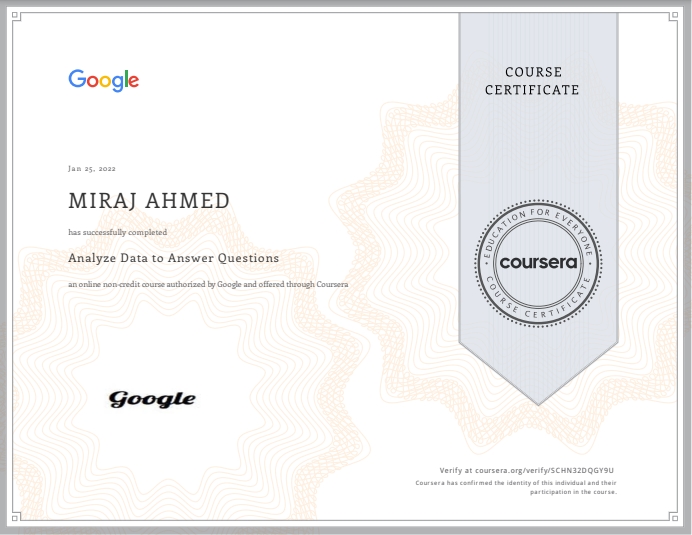 Google
COURSE
CERTIFICATE
Jan 25, 2022
MIRAJ AHMED
has successfully completed
Analyze Data to Answer Questions
an online non-credit course authorized by Google and offered through Coursera
EDUCATION FOR EVERYONE
coursera
COURSE CERTIFICATE
Google
Verify at coursera.org/verify/SCHN32DQGY9U
Coursera has confirmed the identity of this individual and their
participation in the course.